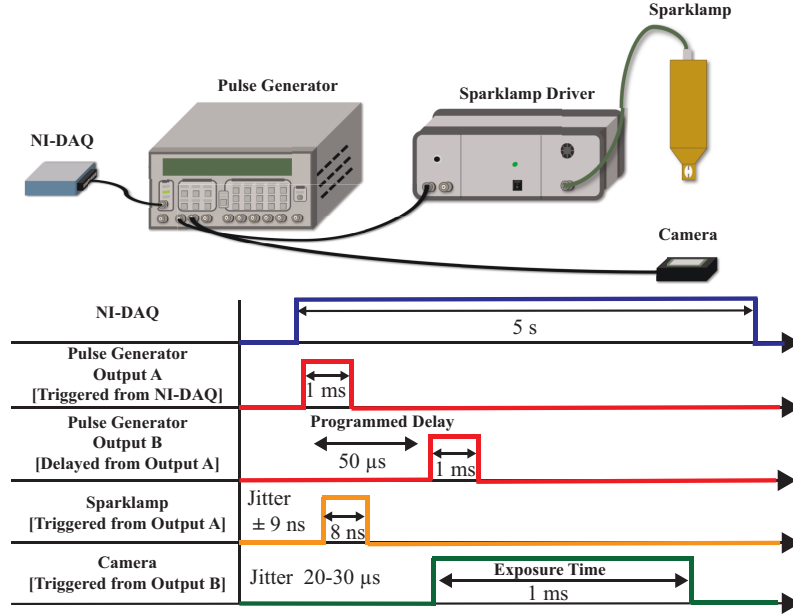 Sparklamp
Pulse Generator
Sparklamp Driver
NI-DAQ
Camera
NI-DAQ
5 s
Pulse Generator
Output A
[Triggered from NI-DAQ]
1 ms
Pulse Generator
Output B
[Delayed from Output A]
Programmed Delay
50 µs
1 ms
Sparklamp
[Triggered from Output A]
Jitter
± 9 ns
8 ns
Camera
[Triggered from Output B]
Jitter 20-30 µs
Exposure Time
1 ms